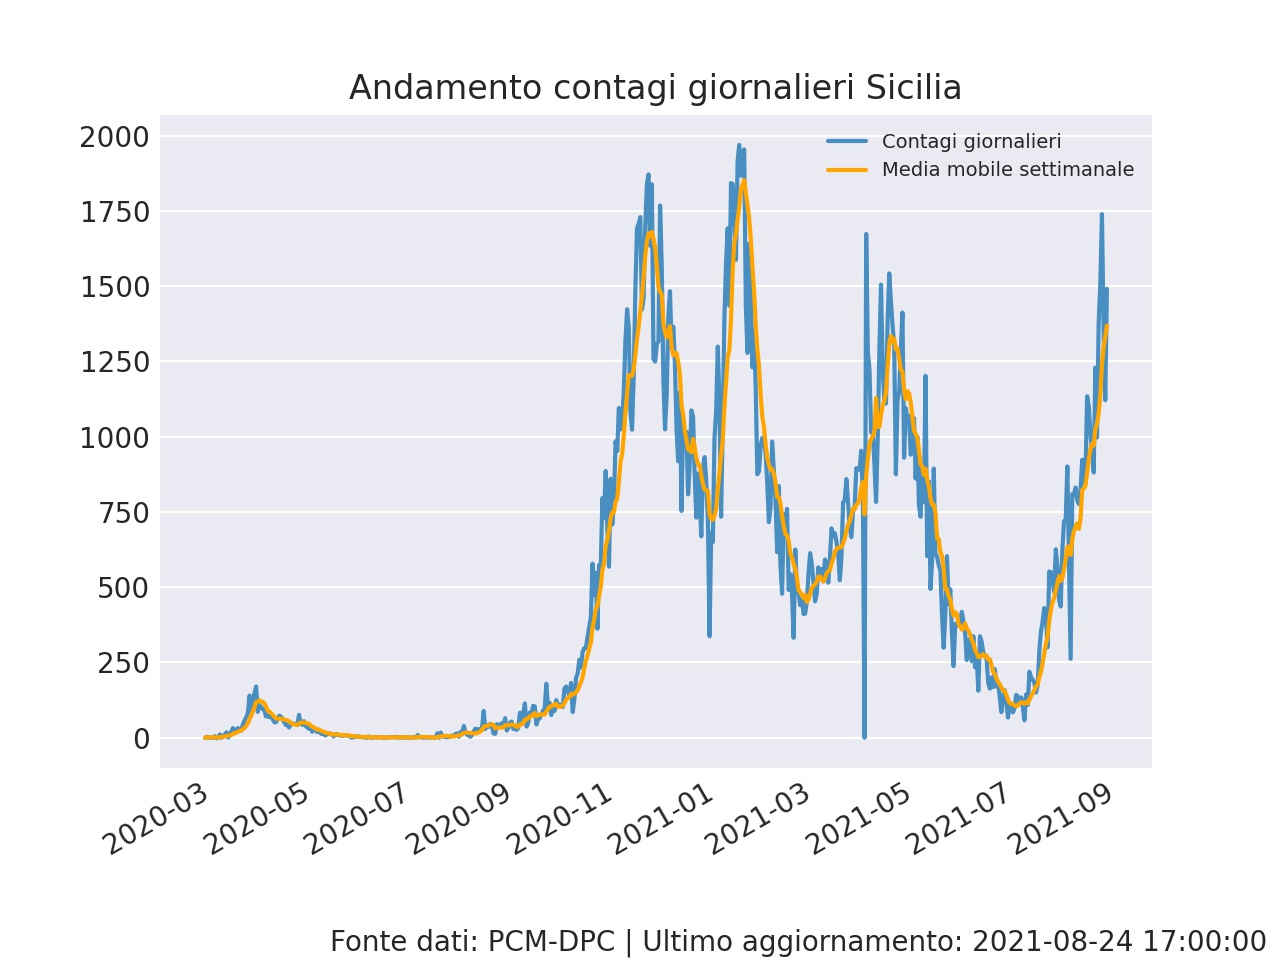 Andamento contagi giornalieri Sicilia
Contagi giornalieri
Media mobile settimanale
2000
1750
1500
1250
1000
750
500
250
0
2020-03 2020-05 2020-07 2020-09 2020-11 2021-01 2021-03 2021-05 2021-07 2021-09
Fonte dati: PCM-DPC | Ultimo aggiornamento: 2021-08-24 17:00:00